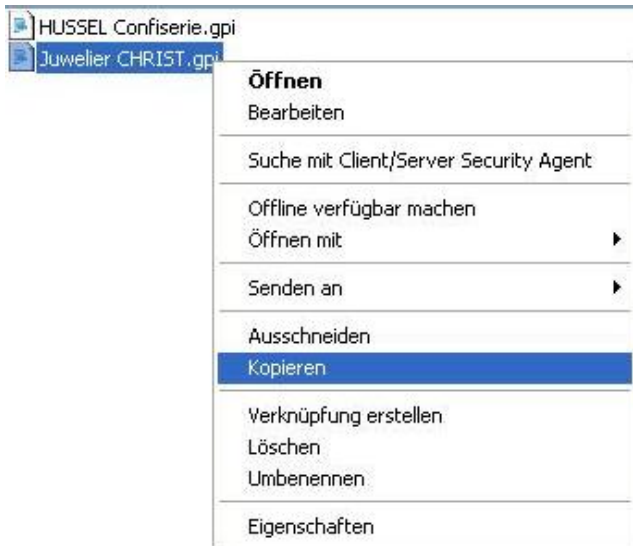 HUSSEL Confiserie.gpi
Juwelier CHRIST.gpi
Öffnen
Bearbeiten
Suche mit Client/Server Security Agent
Offline verfügbar machen
Öffnen mit
Senden an
Ausschneiden
Kopieren
Verknüpfung erstellen
Löschen
Umbenennen
Eigenschaften